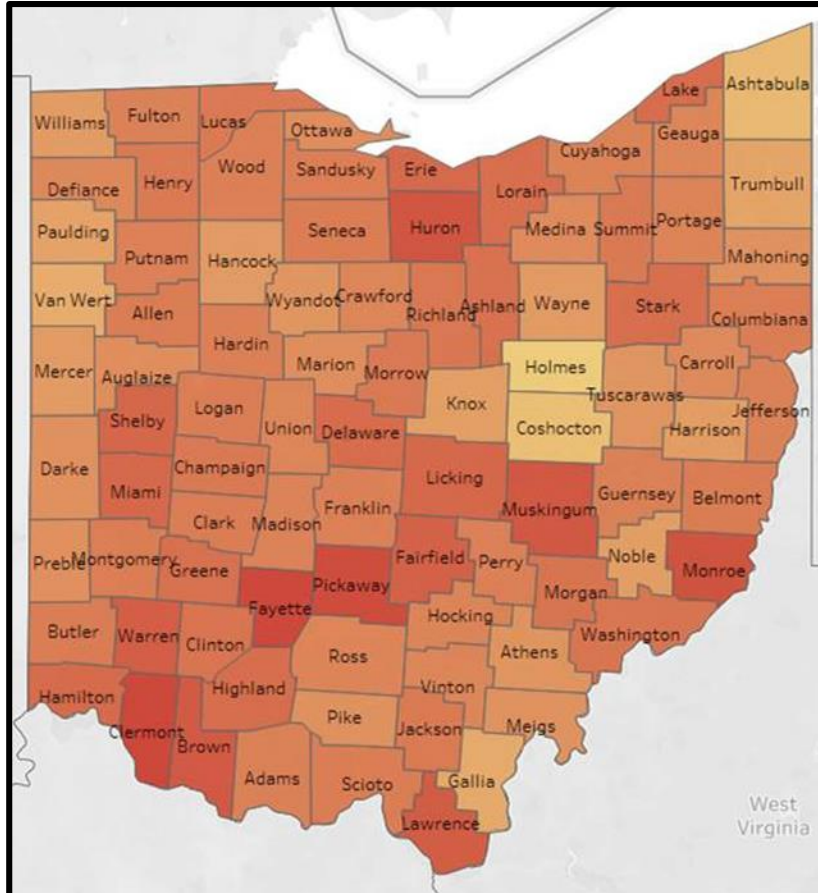 Ashtabula
Lake
Williams
Fulton
Lucas
Ottawa
Geauga
Cuyahoga
Wood
Sandusky
Erie
Henry
Defiance
Trumbull
Lorain
Huron
Seneca
Medina
Summit
Portage
Paulding
Putnam
Hancock
Mahoning
Van Wert
Wyandot
Crawford
Richland
Ashland
Wayne
Stark
Allen
Columbiana
Hardin
Mercer
Auglaize
Marion
Morrow
Holmes
Carroll
Tuscarawas
Knox
Logan
Jefferson
Shelby
Union
Delaware
Coshocton
Harrison
Darke
Champaign
Licking
Miami
Muskingum
Guernsey
Belmont
Franklin
Clark
Madison
Preble
Montgomery
Greene
Fairfield
Perry
Noble
Monroe
Pickaway
Morgan
Fayette
Hocking
Butler
Warren
Clinton
Washington
Ross
Athens
Highland
Vinton
Hamilton
Pike
Jackson
Meigs
Clermont
Brown
Adams
Scioto
Gallia
Lawrence
West
Virginia